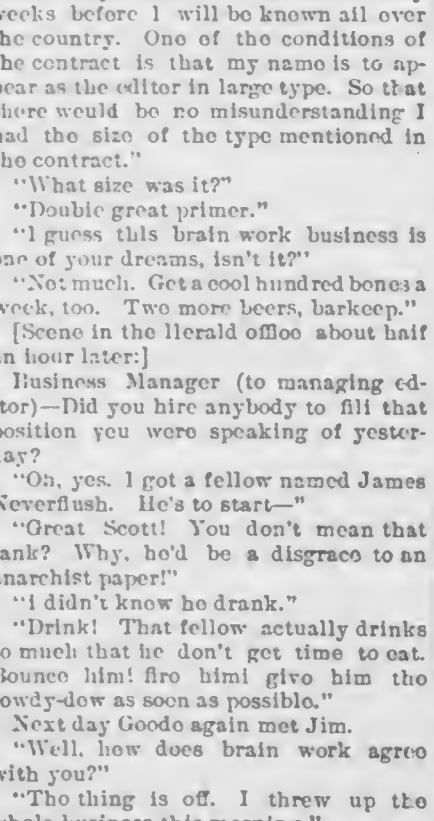 weeks before I will be known all over
the country. One of the conditions of
the contract is that my name is to ap-
pear as the editor in large type. So that
there would be no misunderstanding I
had the size of the type mentioned in
the contract."
"What size was it?"
"Double great primer."
"I guess this brain work business is
one of your dreams, isn't it?"
"Not much. Get a cool hundred bones a
week, too. Two more beers, barkeep."
[Scene in the Herald office about half
an hour later:]
Business Manager (to managing ed-
itor)—Did you hire anybody to fill that
position you were speaking of yester-
day?
"Oh, yes. I got a fellow named James
Neverflush. He's to start—"
"Great Scott! You don't mean that
tank? Why, he'd be a disgrace to an
anarchist paper!"
"I didn't know he drank."
"Drink! That fellow actually drinks
so much that he don't get time to eat.
Bounce him! fire him! give him the
rowdy-dow as soon as possible."
Next day Goode again met Jim.
"Well, how does brain work agree
with you?"
"The thing is off. I threw up the
whole business this morning."